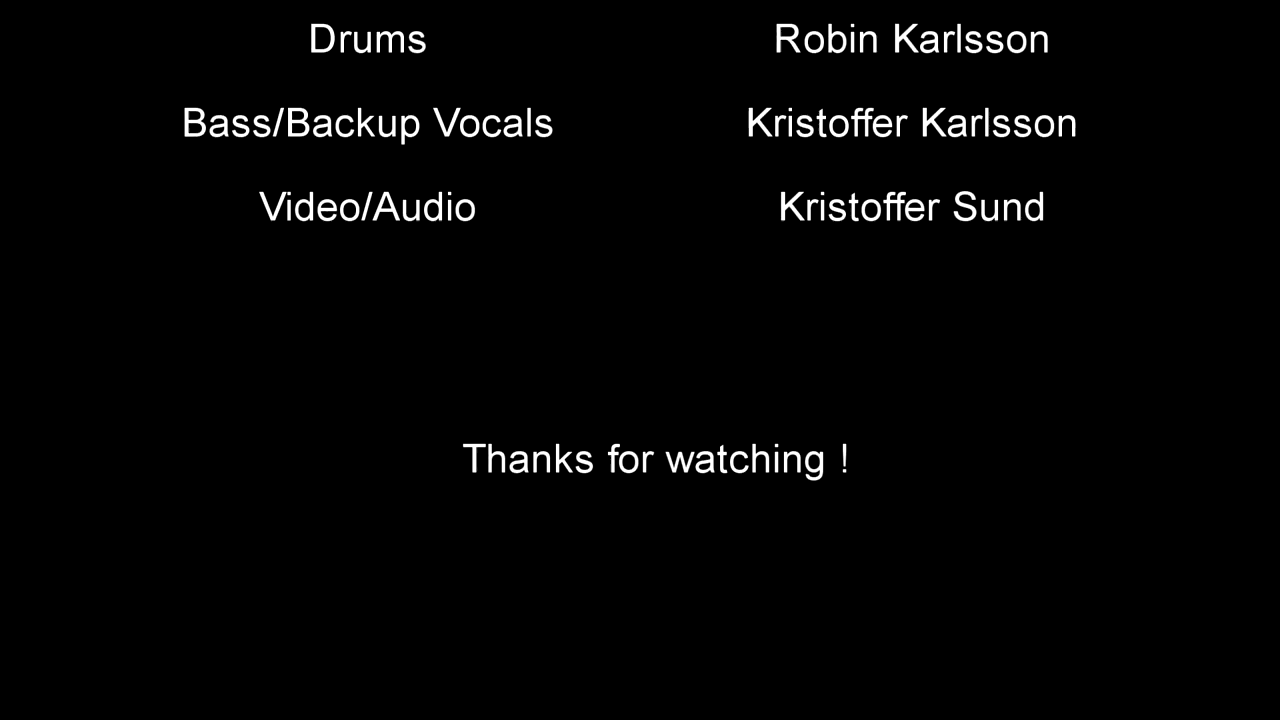 Drums Robin Karlsson
Bass/Backup Vocals Kristoffer Karlsson
Video/Audio Kristoffer Sund
Thanks for watching !